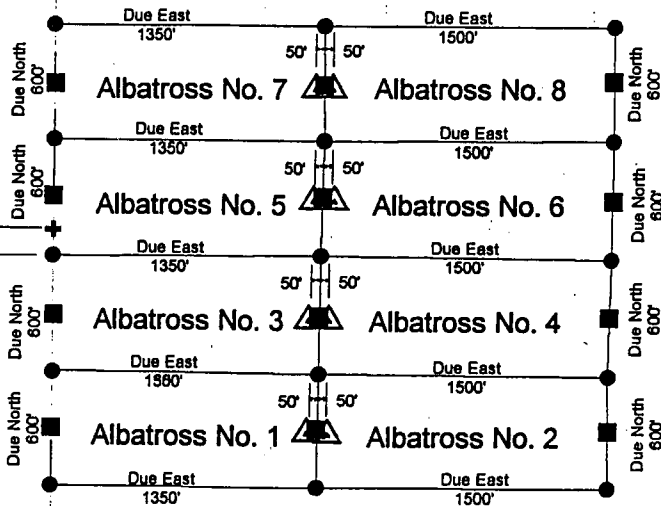 Due East Due East
1350' 1500'
50' 50'
Due North 600' Albatross No. 7 Albatross No. 8 Due North 600'
Due East Due East
1350' 1500'
50' 50'
Due North 600' Albatross No. 5 Albatross No. 6 Due North 600'
Due East Due East
1350' 1500'
50' 50'
Due North 600' Albatross No. 3 Albatross No. 4 Due North 600'
Due East Due East
1500'
50' 50'
Due North 600' Albatross No. 1 Albatross No. 2 Due North 600'
Due East Due East
1350' 1500'